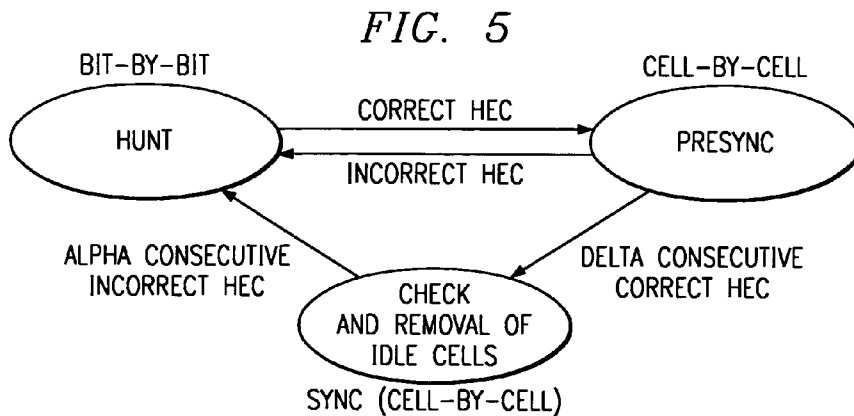 FIG. 5
BIT-BY-BIT
CELL-BY-CELL
HUNT
CORRECT HEC
INCORRECT HEC
PRESYNC
ALPHA CONSECUTIVE
INCORRECT HEC
DELTA CONSECUTIVE
CORRECT HEC
CHECK
AND REMOVAL OF
IDLE CELLS
SYNC (CELL-BY-CELL)